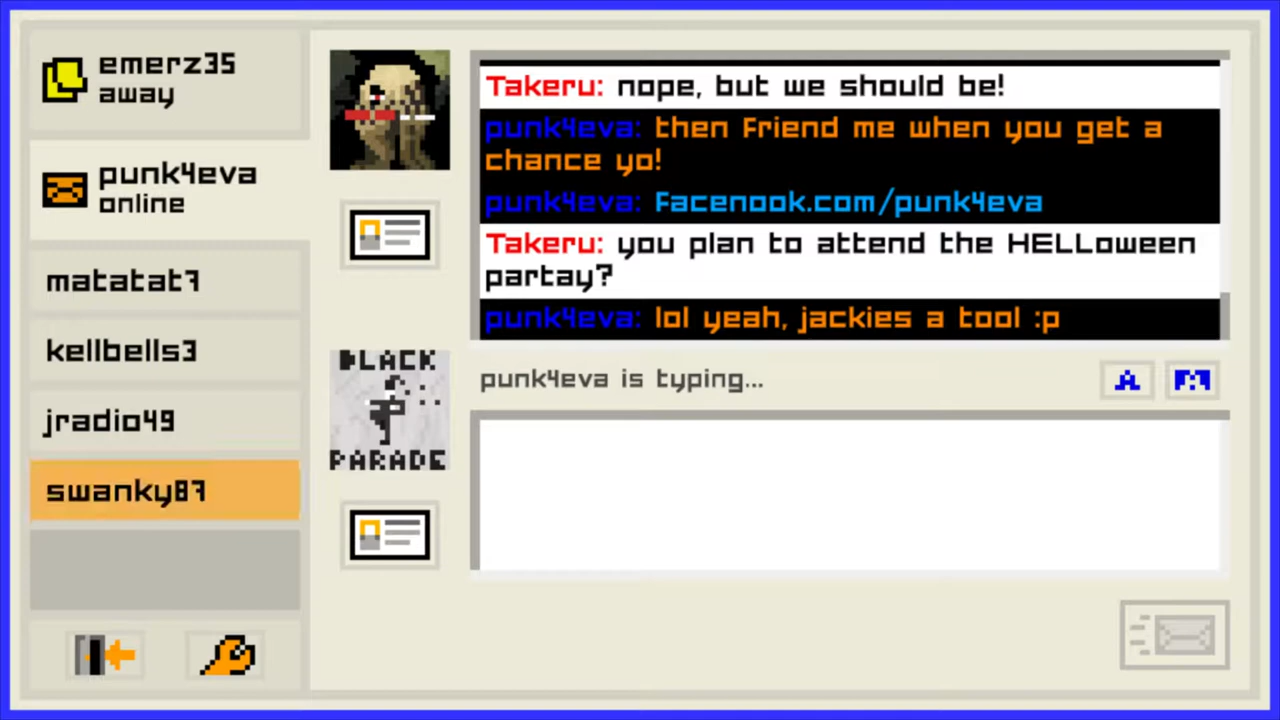 emerz35
away
punk4eva
online
matatat7
kellbells3
jradio49
swanky87
Takeru: nope, but we should be!
punk4eva: then friend me when you get a
chance yo!
punk4eva: Facenook.com/punk4eva
Takeru: you plan to attend the HELLoween
partay?
punk4eva: lol yeah, jackies a tool :p
punk4eva is typing...
A
BLACK
PARADE